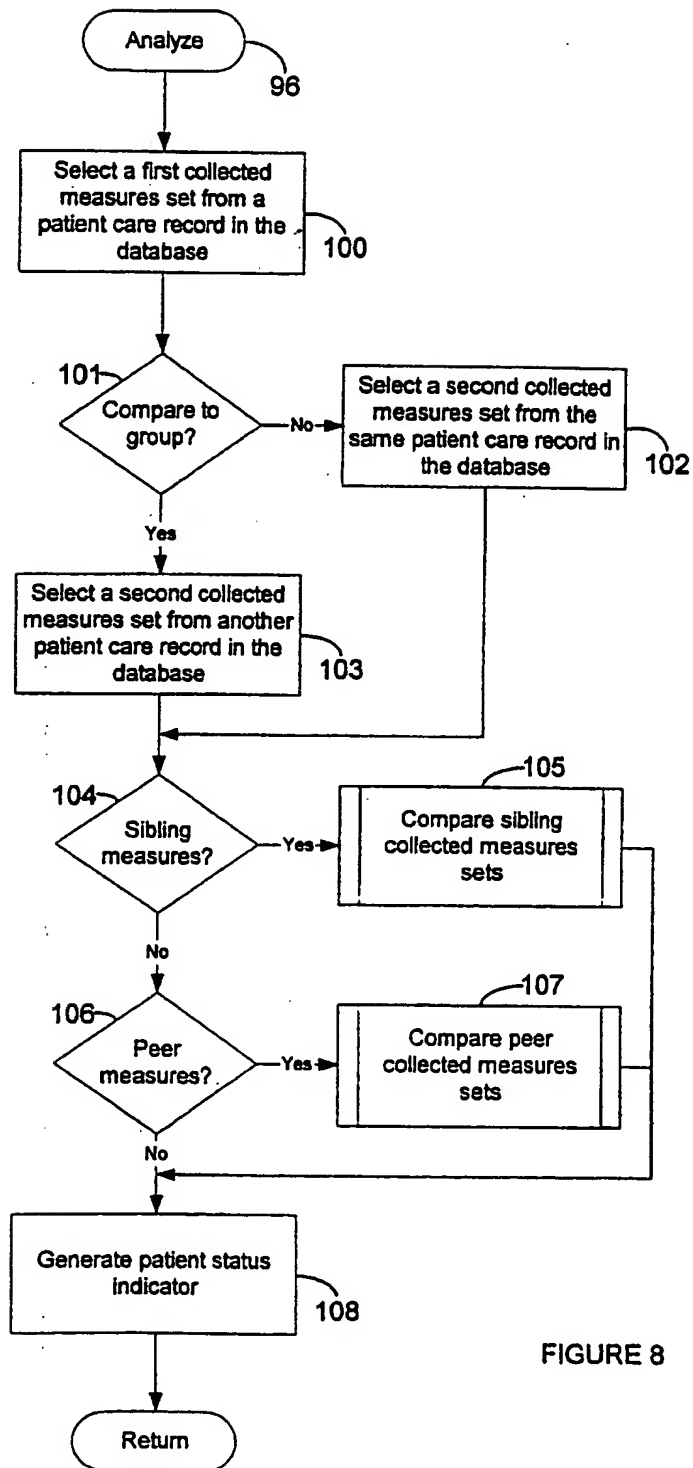 Analyze
96
Select a first collected
measures set from a
patient care record in the
database
100
101
Compare to
group?
No
Select a second collected
measures set from the
same patient care record in
the database
102
Yes
Select a second collected
measures set from another
patient care record in the
database
103
104
Sibling
measures?
Yes
105
Compare sibling
collected measures
sets
No
106
Peer
measures?
Yes
107
Compare peer
collected measures
sets
No
Generate patient status
indicator
108
FIGURE 8
Return